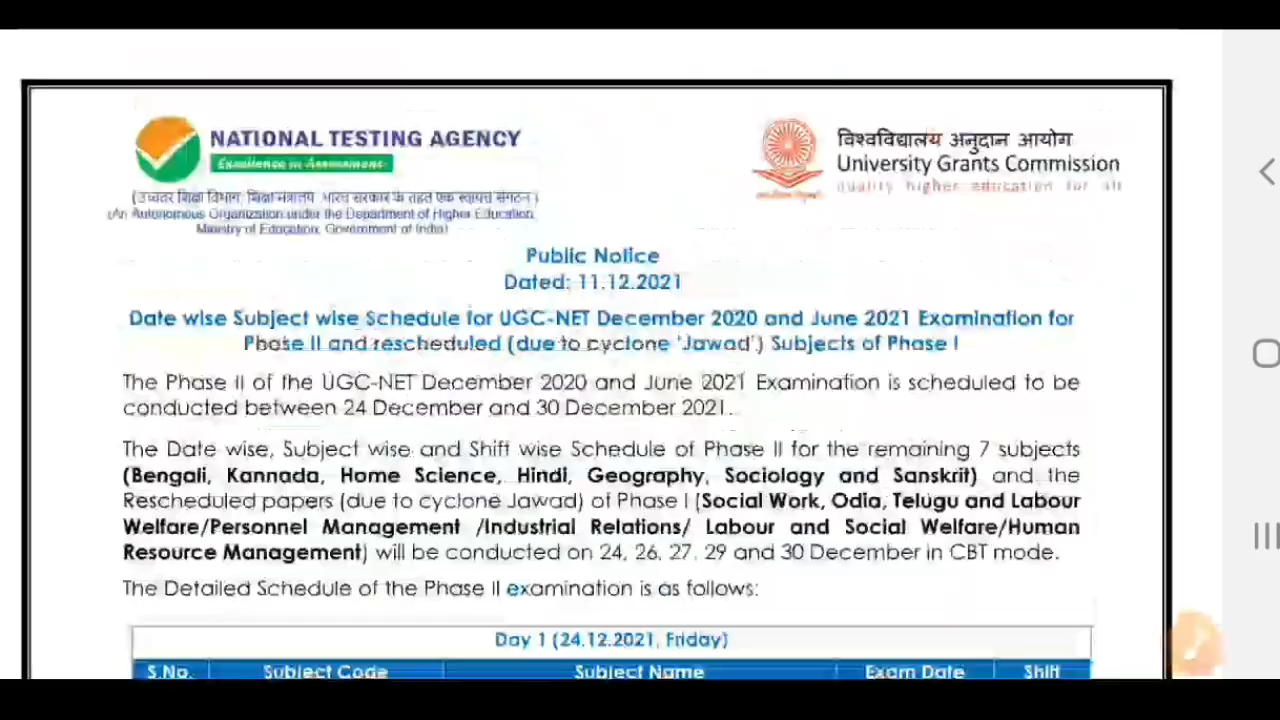 NATIONAL TESTING AGENCY
Excellence in Assessment
(उच्चतर शिक्षा विभाग, शिक्षा मंत्रालय, भारत सरकार के तहत एक स्वायत्त संगठन )
(An Autonomous Organization under the Department of Higher Education,
Ministry of Education, Government of India)
विश्वविद्यालय अनुदान आयोग
University Grants Commission
quality higher education for all
Public Notice
Dated: 11.12.2021
Date wise Subject wise Schedule for UGC-NET December 2020 and June 2021 Examination for
Phase II and rescheduled (due to cyclone ‘Jawad’) Subjects of Phase I
The Phase II of the UGC-NET December 2020 and June 2021 Examination is scheduled to be
conducted between 24 December and 30 December 2021.
The Date wise, Subject wise and Shift wise Schedule of Phase II for the remaining 7 subjects
(Bengali, Kannada, Home Science, Hindi, Geography, Sociology and Sanskrit) and the
Rescheduled papers (due to cyclone Jawad) of Phase I (Social Work, Odia, Telugu and Labour
Welfare/Personnel Management /Industrial Relations/ Labour and Social Welfare/Human
Resource Management) will be conducted on 24, 26, 27, 29 and 30 December in CBT mode.
The Detailed Schedule of the Phase II examination is as follows:
Day 1 (24.12.2021, Friday)
S.No. Subject Code Subject Name Exam Date Shift